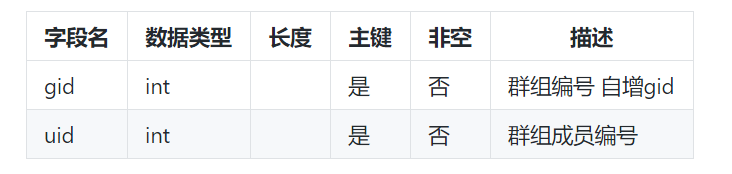 字段名 数据类型 长度 主键 非空 描述
gid int 是 否 群组编号 自增gid
uid int 是 否 群组成员编号